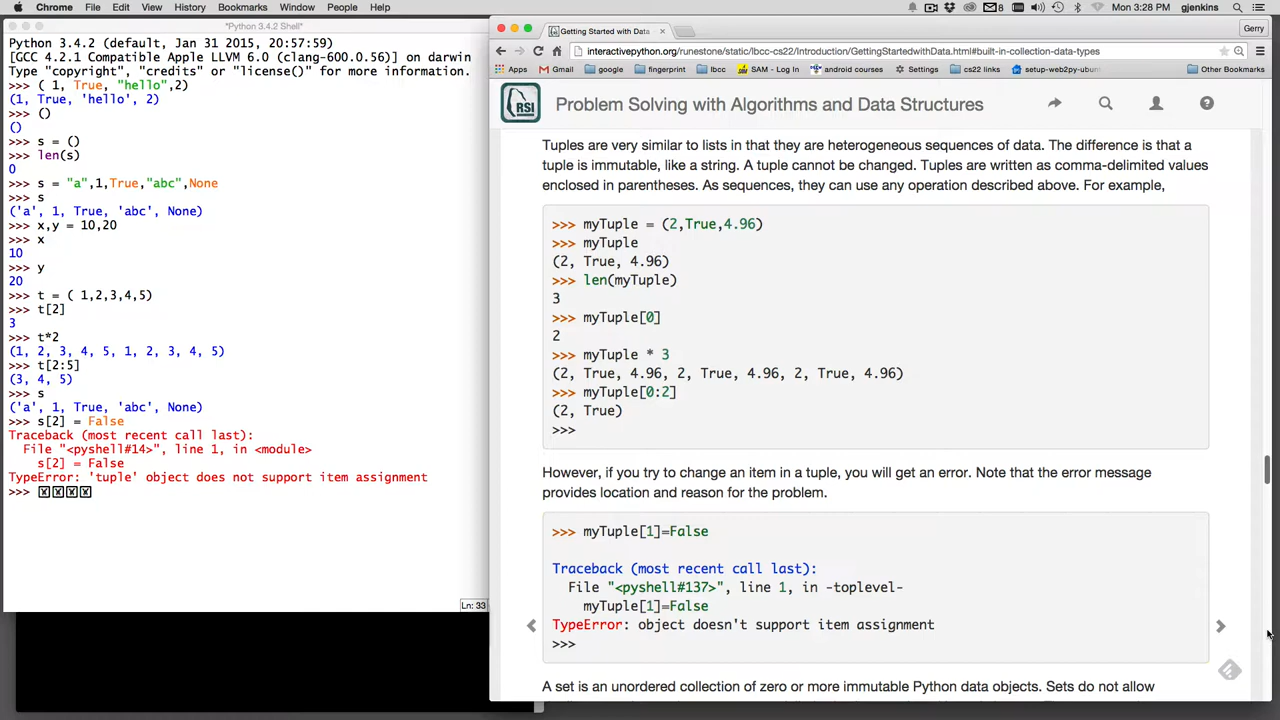 Chrome File Edit View History Bookmarks Window People Help
8 Mon 3:28 PM gjenkins
*Python 3.4.2 Shell*
Python 3.4.2 (default, Jan 31 2015, 20:57:59)
[GCC 4.2.1 Compatible Apple LLVM 6.0 (clang-600.0.56)] on darwin
Type "copyright", "credits" or "license()" for more information.
>>> ( 1, True, "hello",2)
(1, True, 'hello', 2)
>>> ()
()
>>> s = ()
>>> len(s)
0
>>> s = "a",1,True,"abc",None
>>> s
('a', 1, True, 'abc', None)
>>> x,y = 10,20
>>> x
10
>>> y
20
>>> t = ( 1,2,3,4,5)
>>> t[2]
3
>>> t*2
(1, 2, 3, 4, 5, 1, 2, 3, 4, 5)
>>> t[2:5]
(3, 4, 5)
>>> s
('a', 1, True, 'abc', None)
>>> s[2] = False
Traceback (most recent call last):
File "<pyshell#14>", line 1, in <module>
s[2] = False
TypeError: 'tuple' object does not support item assignment
>>>
Ln: 33
Getting Started with Data
Gerry
interactivepython.org/runestone/static/lbcc-cs22/Introduction/GettingStartedwithData.html#built-in-collection-data-types
Apps Gmail google fingerprint lbcc SAM - Log In android courses Settings cs22 links setup-web2py-ubun Other Bookmarks
RSI Problem Solving with Algorithms and Data Structures
Tuples are very similar to lists in that they are heterogeneous sequences of data. The difference is that a
tuple is immutable, like a string. A tuple cannot be changed. Tuples are written as comma-delimited values
enclosed in parentheses. As sequences, they can use any operation described above. For example,
>>> myTuple = (2,True,4.96)
>>> myTuple
(2, True, 4.96)
>>> len(myTuple)
3
>>> myTuple[0]
2
>>> myTuple * 3
(2, True, 4.96, 2, True, 4.96, 2, True, 4.96)
>>> myTuple[0:2]
(2, True)
>>>
However, if you try to change an item in a tuple, you will get an error. Note that the error message
provides location and reason for the problem.
>>> myTuple[1]=False
Traceback (most recent call last):
File "<pyshell#137>", line 1, in -toplevel-
myTuple[1]=False
TypeError: object doesn't support item assignment
>>>
A set is an unordered collection of zero or more immutable Python data objects. Sets do not allow